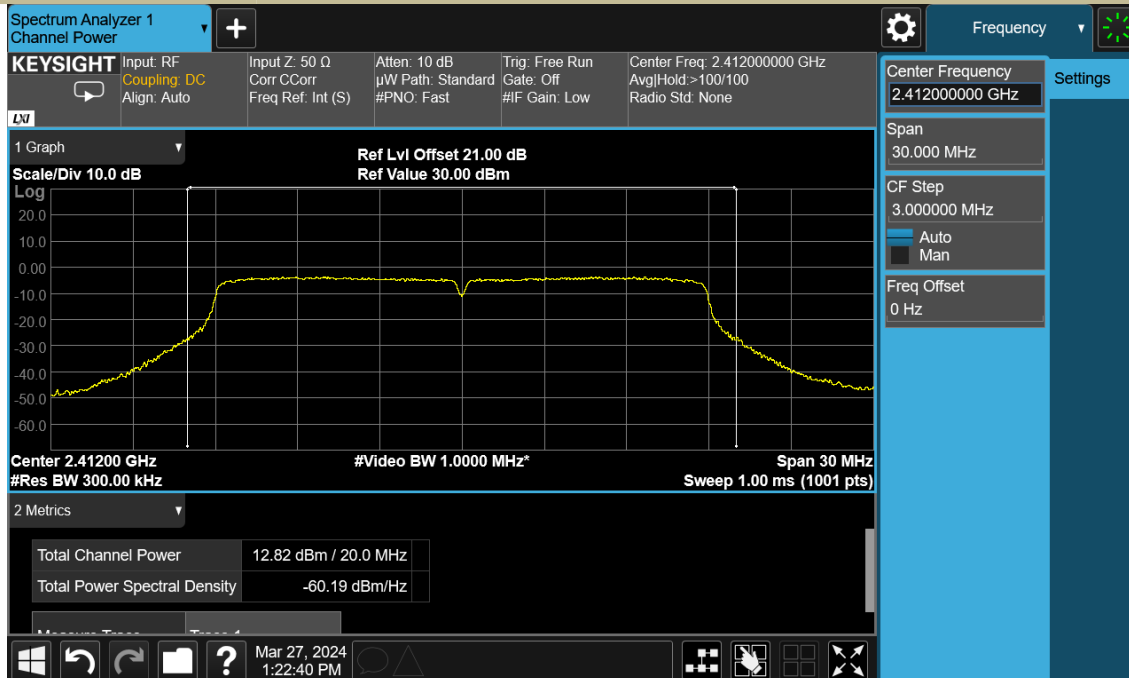 Spectrum Analyzer 1
Channel Power
+
Frequency
KEYSIGHT
Input: RF
Coupling: DC
Align: Auto
Input Z: 50 Ω
Corr CCorr
Freq Ref: Int (S)
Atten: 10 dB
µW Path: Standard
#PNO: Fast
Trig: Free Run
Gate: Off
#IF Gain: Low
Center Freq: 2.412000000 GHz
Avg|Hold:>100/100
Radio Std: None
LXI
Center Frequency
2.412000000 GHz
Settings
Span
30.000 MHz
CF Step
3.000000 MHz
Auto
Man
Freq Offset
0 Hz
1 Graph
Scale/Div 10.0 dB
Ref Lvl Offset 21.00 dB
Ref Value 30.00 dBm
Log
20.0
10.0
0.00
-10.0
-20.0
-30.0
-40.0
-50.0
-60.0
Center 2.41200 GHz
#Video BW 1.0000 MHz*
Span 30 MHz
#Res BW 300.00 kHz
Sweep 1.00 ms (1001 pts)
2 Metrics
Total Channel Power 12.82 dBm / 20.0 MHz
Total Power Spectral Density -60.19 dBm/Hz
?
Mar 27, 2024
1:22:40 PM